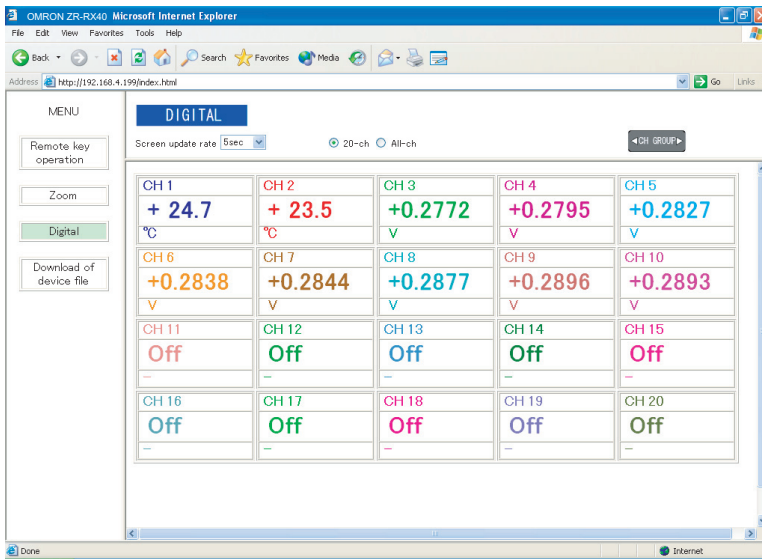 OMRON ZR-RX40 Microsoft Internet Explorer
File Edit View Favorites Tools Help
Back Search Favorites Media
Address http://192.168.4.199/index.html Go Links
MENU
Remote key
operation
Zoom
Digital
Download of
device file
DIGITAL
Screen update rate 5sec 20-ch All-ch ◄CH GROUP►
CH 1 CH 2 CH 3 CH 4 CH 5
+ 24.7 + 23.5 +0.2772 +0.2795 +0.2827
℃ ℃ V V V
CH 6 CH 7 CH 8 CH 9 CH 10
+0.2838 +0.2844 +0.2877 +0.2896 +0.2893
V V V V V
CH 11 CH 12 CH 13 CH 14 CH 15
Off Off Off Off Off
– – – – –
CH 16 CH 17 CH 18 CH 19 CH 20
Off Off Off Off Off
– – – – –
Done Internet